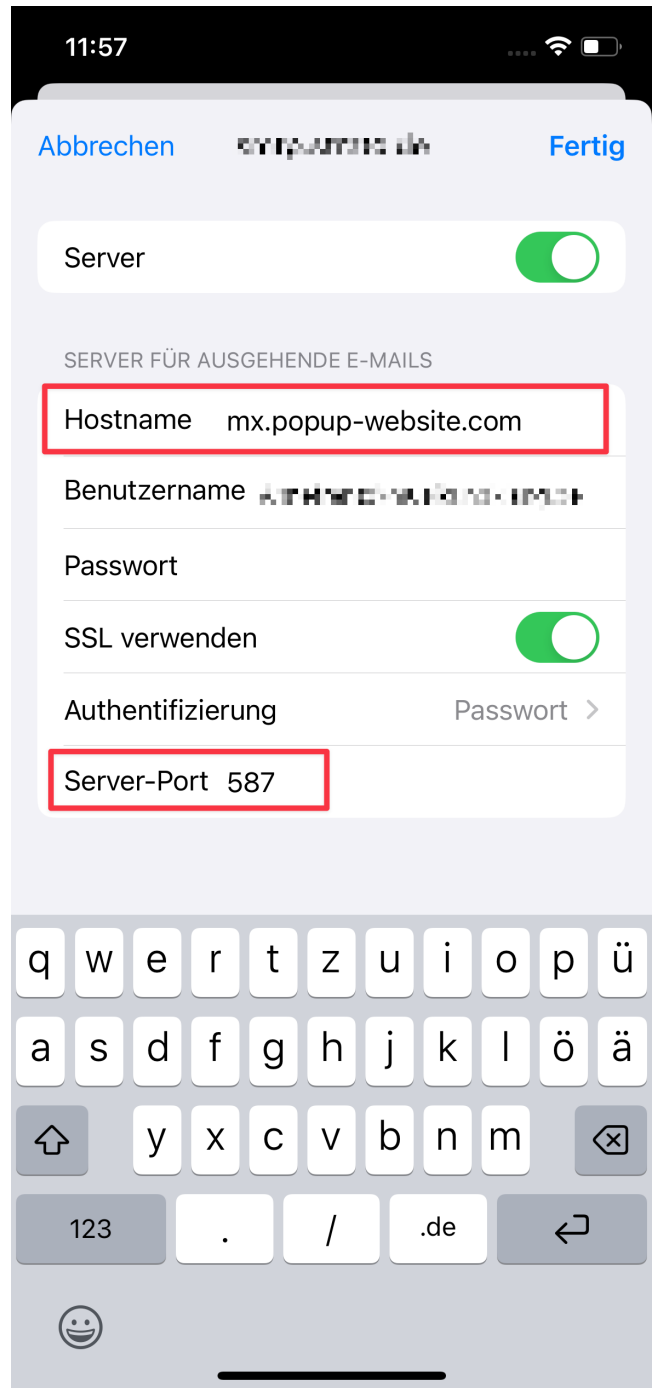 11:57
Abbrechen
Fertig
Server
SERVER FÜR AUSGEHENDE E-MAILS
Hostname mx.popup-website.com
Benutzername
Passwort
SSL verwenden
Authentifizierung Passwort
Server-Port 587
q w e r t z u i o p ü
a s d f g h j k l ö ä
y x c v b n m
123 . / .de